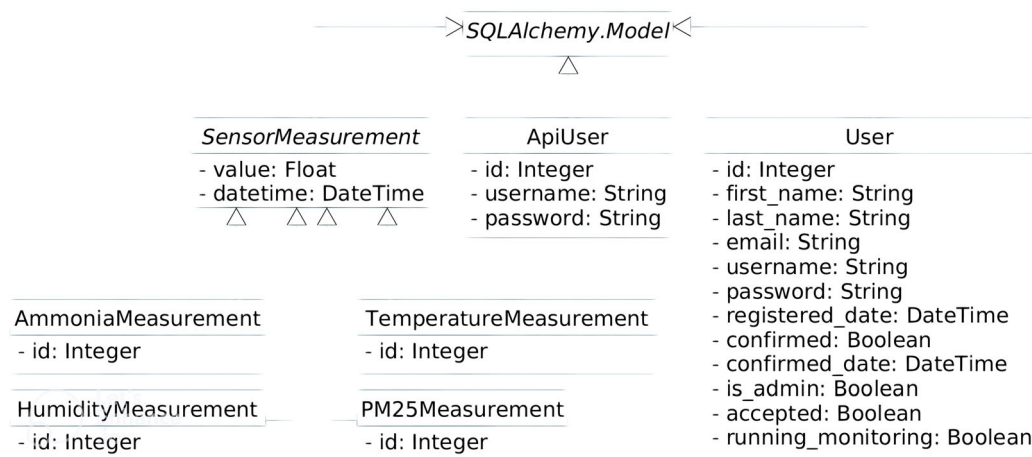 SQLAlchemy.Model
SensorMeasurement
- value: Float
- datetime: DateTime
ApiUser
- id: Integer
- username: String
- password: String
User
- id: Integer
- first_name: String
- last_name: String
- email: String
- username: String
- password: String
- registered_date: DateTime
- confirmed: Boolean
- confirmed_date: DateTime
- is_admin: Boolean
- accepted: Boolean
- running_monitoring: Boolean
AmmoniaMeasurement
- id: Integer
TemperatureMeasurement
- id: Integer
HumidityMeasurement
- id: Integer
PM25Measurement
- id: Integer